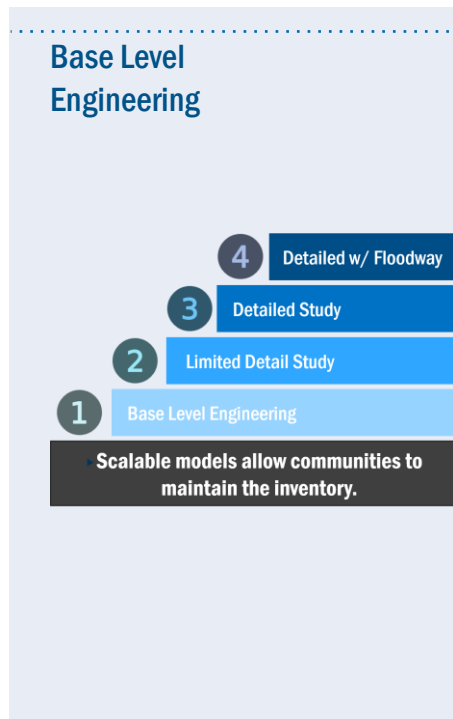 Base Level
Engineering
4 Detailed w/ Floodway
3 Detailed Study
2 Limited Detail Study
1 Base Level Engineering
Scalable models allow communities to
maintain the inventory.